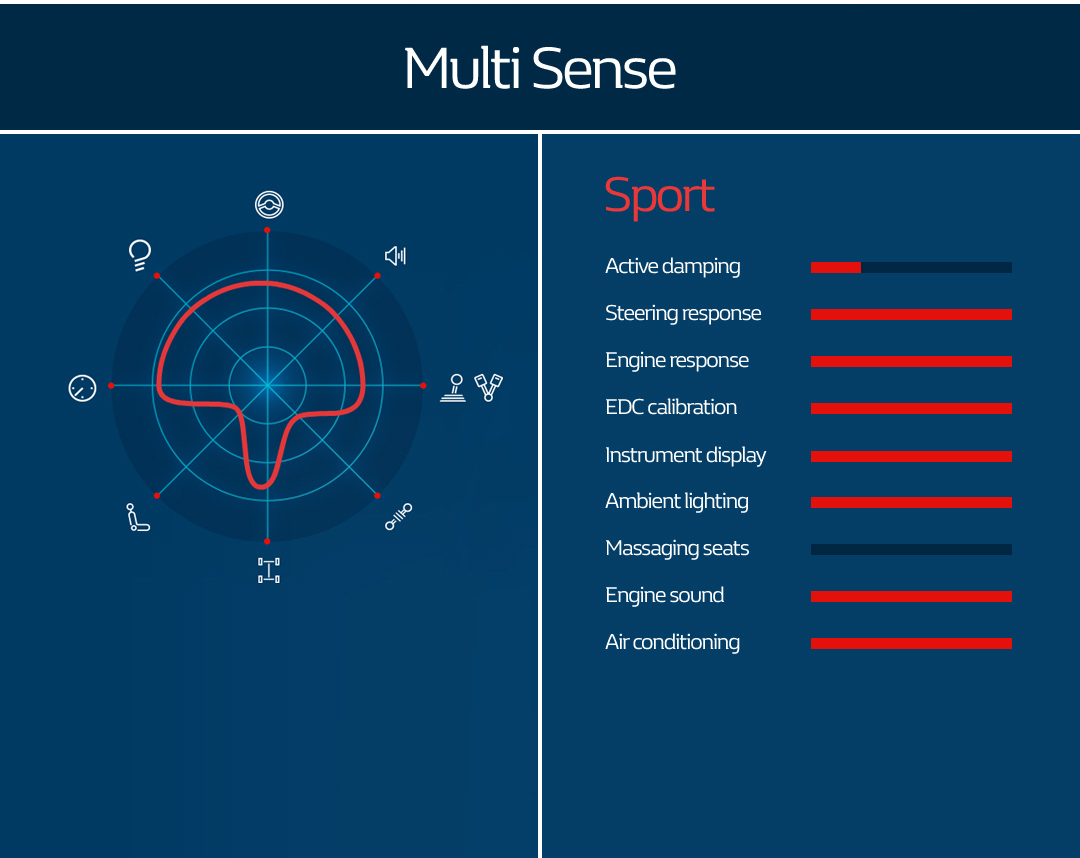 Multi Sense
Sport
Active damping
Steering response
Engine response
EDC calibration
Instrument display
Ambient lighting
Massaging seats
Engine sound
Air conditioning